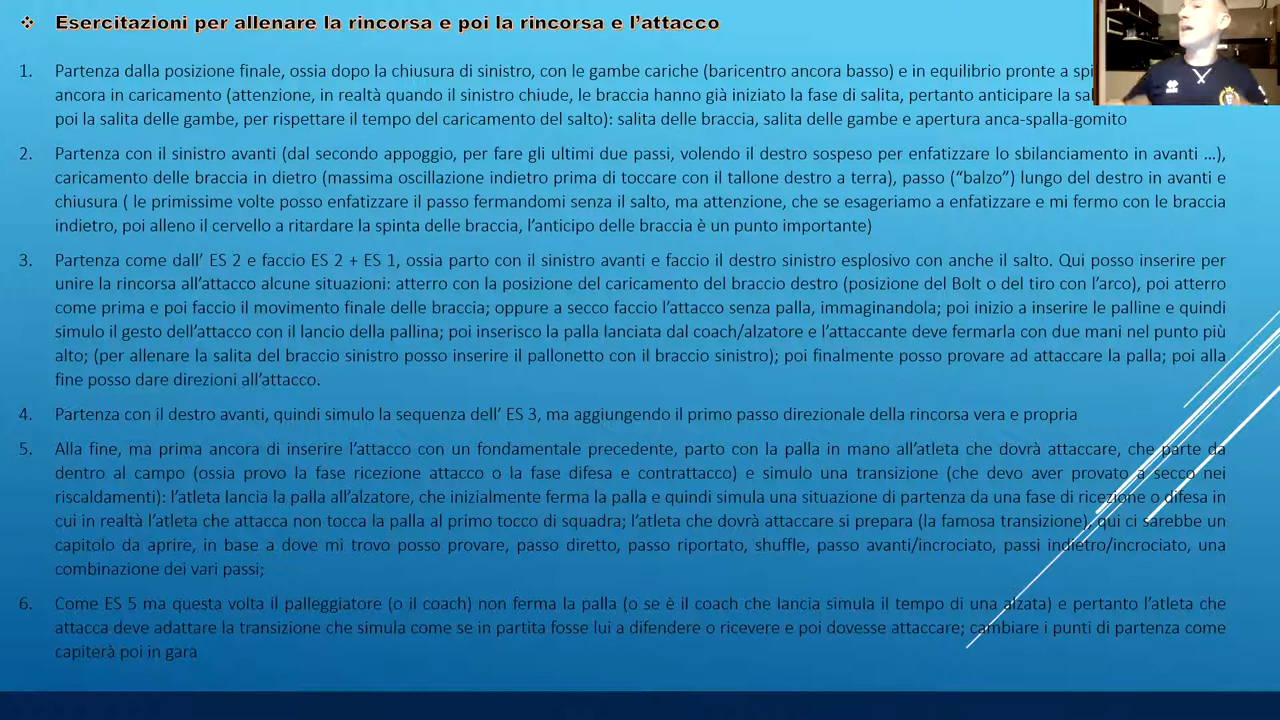 Esercitazioni per allenare la rincorsa e poi la rincorsa e l'attacco
1. Partenza dalla posizione finale, ossia dopo la chiusura di sinistro, con le gambe cariche (baricentro ancora basso) e in equilibrio pronte a
ancora in caricamento (attenzione, in realtà quando il sinistro chiude, le braccia hanno già iniziato la fase di salita, pertanto anticipare la
poi la salita delle gambe, per rispettare il tempo del caricamento del salto): salita delle braccia, salita delle gambe e apertura anca-spalla-gomito
2. Partenza con il sinistro avanti (dal secondo appoggio, per fare gli ultimi due passi, volendo il destro sospeso per enfatizzare lo sbilanciamento in avanti …),
caricamento delle braccia in dietro (massima oscillazione indietro prima di toccare con il tallone destro a terra), passo (“balzo”) lungo del destro in avanti e
chiusura ( le primissime volte posso enfatizzare il passo fermandomi senza il salto, ma attenzione, che se esageriamo a enfatizzare e mi fermo con le braccia
indietro, poi alleno il cervello a ritardare la spinta delle braccia, l’anticipo delle braccia è un punto importante)
3. Partenza come dall’ ES 2 e faccio ES 2 + ES 1, ossia parto con il sinistro avanti e faccio il destro sinistro esplosivo con anche il salto. Qui posso inserire per
unire la rincorsa all’attacco alcune situazioni: atterro con la posizione del caricamento del braccio destro (posizione del Bolt o del tiro con l’arco), poi atterro
come prima e poi faccio il movimento finale delle braccia; oppure a secco faccio l’attacco senza palla, immaginandola; poi inizio a inserire le palline e quindi
simulo il gesto dell’attacco con il lancio della pallina; poi inserisco la palla lanciata dal coach/alzatore e l’attaccante deve fermarla con due mani nel punto più
alto; (per allenare la salita del braccio sinistro posso inserire il pallonetto con il braccio sinistro); poi finalmente posso provare ad attaccare la palla; poi alla
fine posso dare direzioni all’attacco.
4. Partenza con il destro avanti, quindi simulo la sequenza dell’ ES 3, ma aggiungendo il primo passo direzionale della rincorsa vera e propria
5. Alla fine, ma prima ancora di inserire l’attacco con un fondamentale precedente, parto con la palla in mano all’atleta che dovrà attaccare, che parte da
dentro al campo (ossia provo la fase ricezione attacco o la fase difesa e contrattacco) e simulo una transizione (che devo aver provato a secco nei
riscaldamenti): l’atleta lancia la palla all’alzatore, che inizialmente ferma la palla e quindi simula una situazione di partenza da una fase di ricezione o difesa in
cui in realtà l’atleta che attacca non tocca la palla al primo tocco di squadra; l’atleta che dovrà attaccare si prepara (la famosa transizione), qui ci sarebbe un
capitolo da aprire, in base a dove mi trovo posso provare, passo diretto, passo riportato, shuffle, passo avanti/incrociato, passi indietro/incrociato, una
combinazione dei vari passi;
6. Come ES 5 ma questa volta il palleggiatore (o il coach) non ferma la palla (o se è il coach che lancia simula il tempo di una alzata) e pertanto l’atleta che
attacca deve adattare la transizione che simula come se in partita fosse lui a difendere o ricevere e poi dovesse attaccare; cambiare i punti di partenza come
capiterà poi in gara